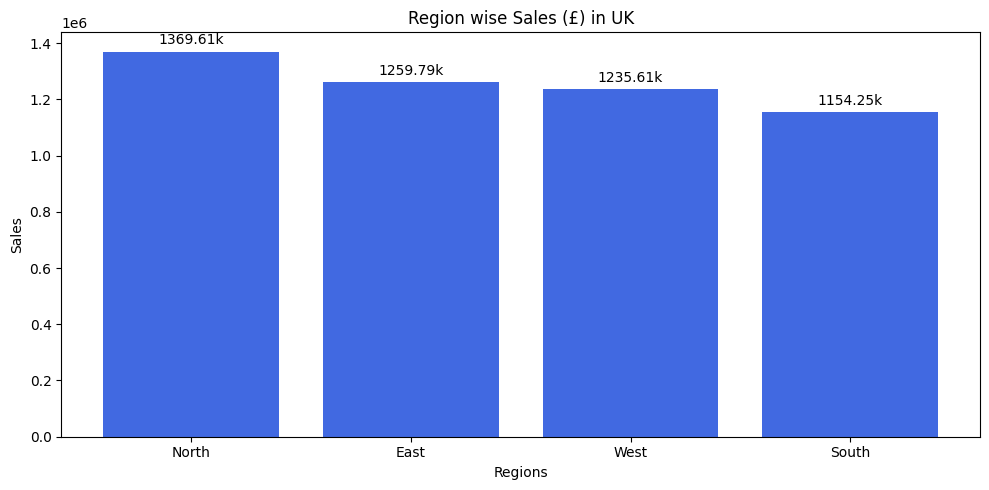 Region wise Sales (£) in UK
1e6
1369.61k
1259.79k
1235.61k
1154.25k
1.4
1.2
1.0
0.8
0.6
0.4
0.2
0.0
Sales
North
East
West
South
Regions